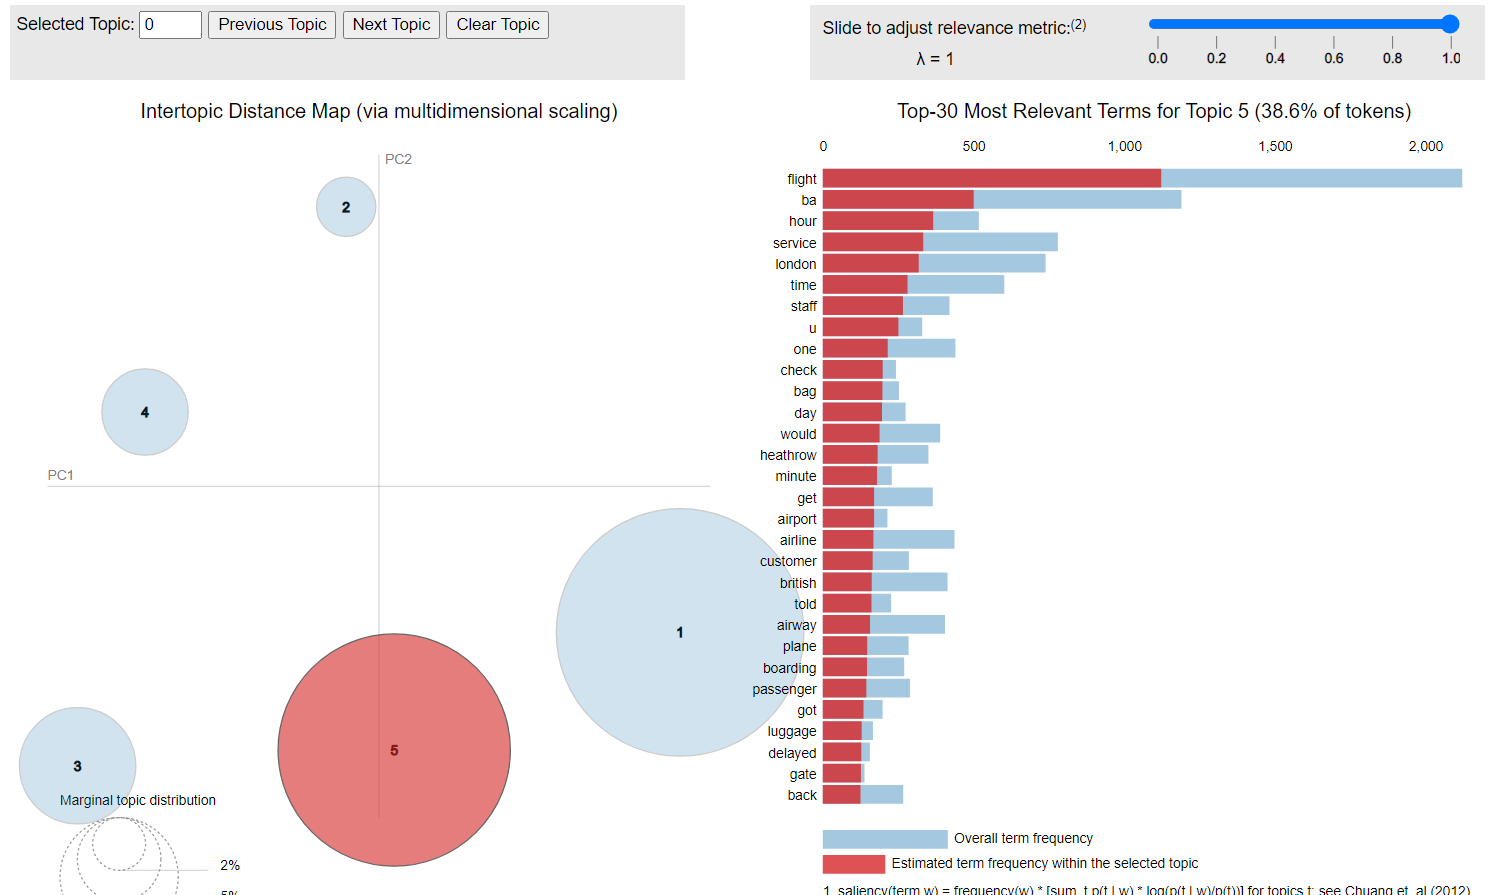 Selected Topic: 0 Previous Topic Next Topic Clear Topic
Slide to adjust relevance metric:(2)
λ = 1
0.0 0.2 0.4 0.6 0.8 1.0
Intertopic Distance Map (via multidimensional scaling)
PC2
PC1
2
4
1
5
3
Marginal topic distribution
2%
5%
Top-30 Most Relevant Terms for Topic 5 (38.6% of tokens)
0 500 1,000 1,500 2,000
flight
ba
hour
service
london
time
staff
u
one
check
bag
day
would
heathrow
minute
get
airport
airline
customer
british
told
airway
plane
boarding
passenger
got
luggage
delayed
gate
back
Overall term frequency
Estimated term frequency within the selected topic
1. saliency(term w) = frequency(w) * [sum_t p(t | w) * log(p(t | w)/p(t))] for topics t; see Chuang et. al (2012)